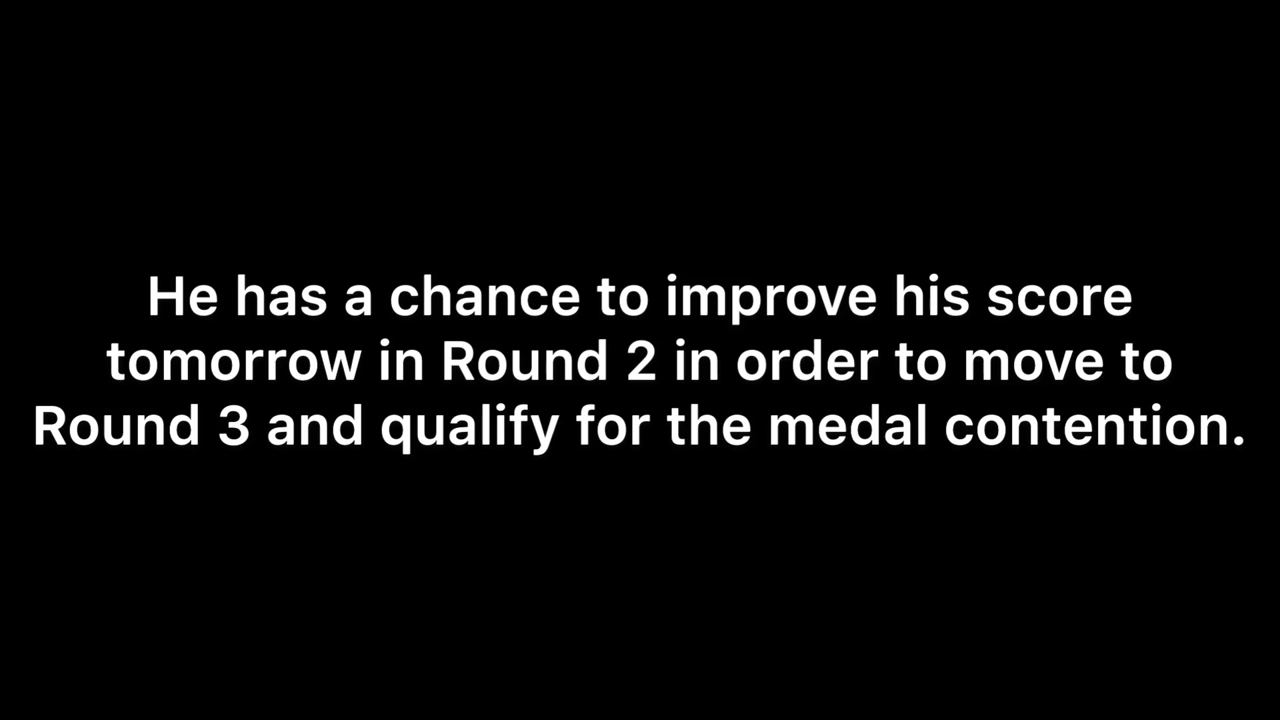 He has a chance to improve his score
tomorrow in Round 2 in order to move to
Round 3 and qualify for the medal contention.